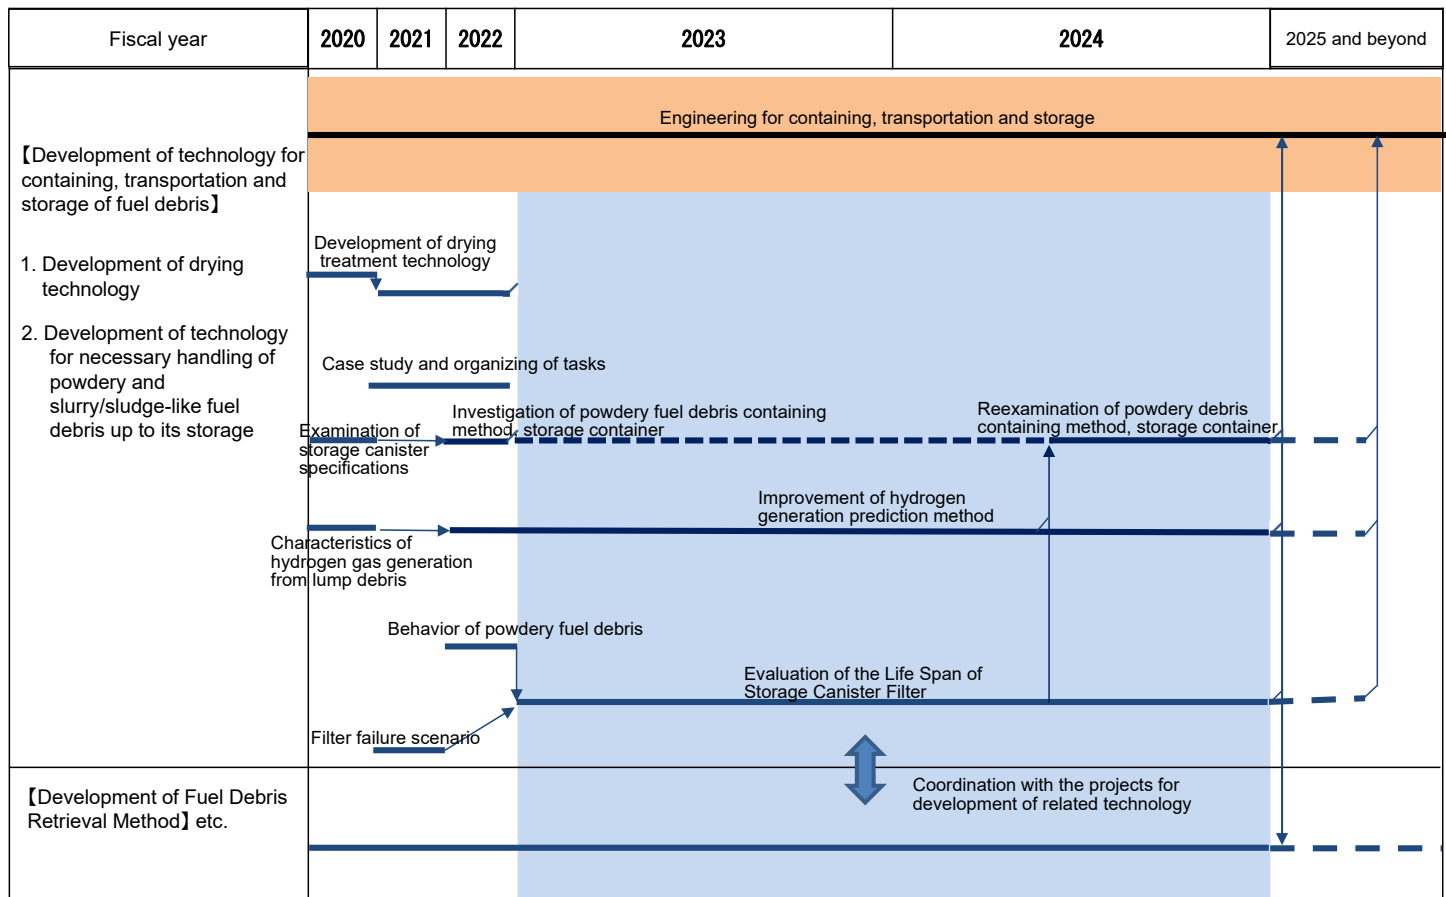 Fiscal year
2020
2021
2022
2023
2024
2025 and beyond
Engineering for containing, transportation and storage
【Development of technology for
containing, transportation and
storage of fuel debris】
1. Development of drying
technology
2. Development of technology
for necessary handling of
powdery and
slurry/sludge-like fuel
debris up to its storage
Development of drying
treatment technology
Case study and organizing of tasks
Examination of
storage canister
specifications
Investigation of powdery fuel debris containing
method, storage container
Reexamination of powdery debris
containing method, storage container
Improvement of hydrogen
generation prediction method
Characteristics of
hydrogen gas generation
from lump debris
Behavior of powdery fuel debris
Evaluation of the Life Span of
Storage Canister Filter
Filter failure scenario
Coordination with the projects for
development of related technology
【Development of Fuel Debris
Retrieval Method】 etc.